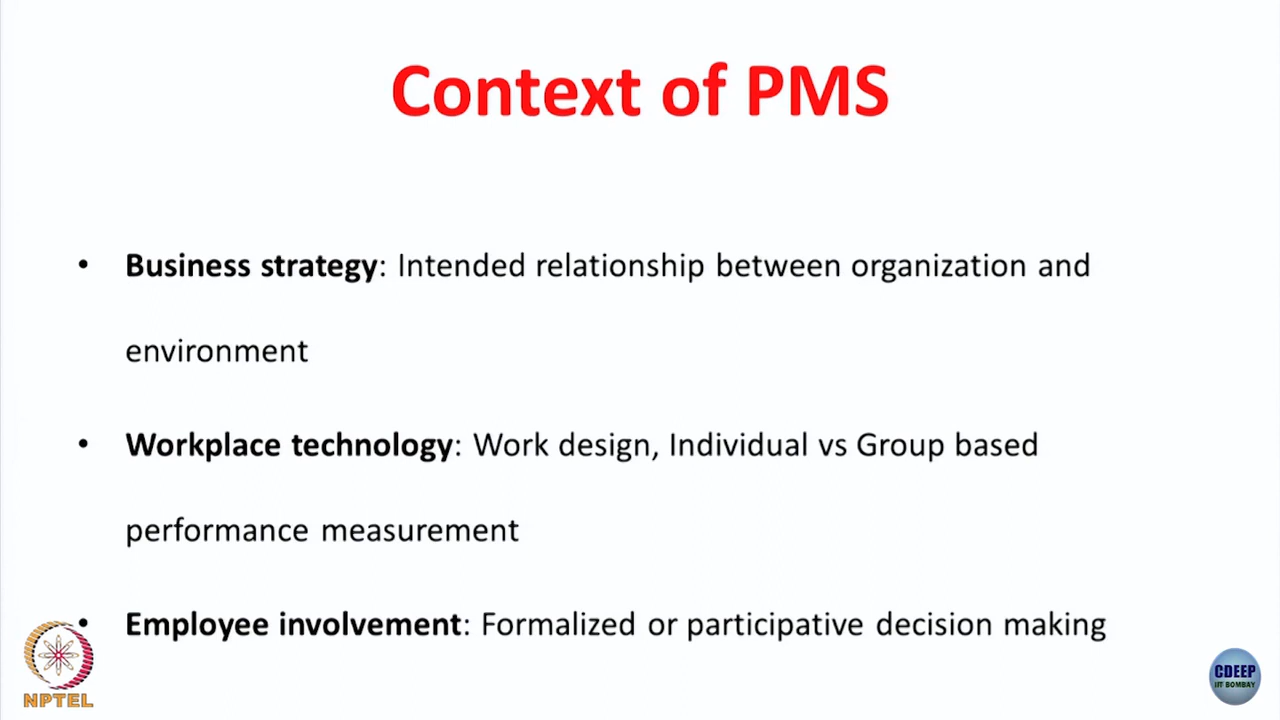 Context of PMS
• Business strategy: Intended relationship between organization and
environment
• Workplace technology: Work design, Individual vs Group based
performance measurement
• Employee involvement: Formalized or participative decision making
NPTEL
CDEEP
IIT BOMBAY